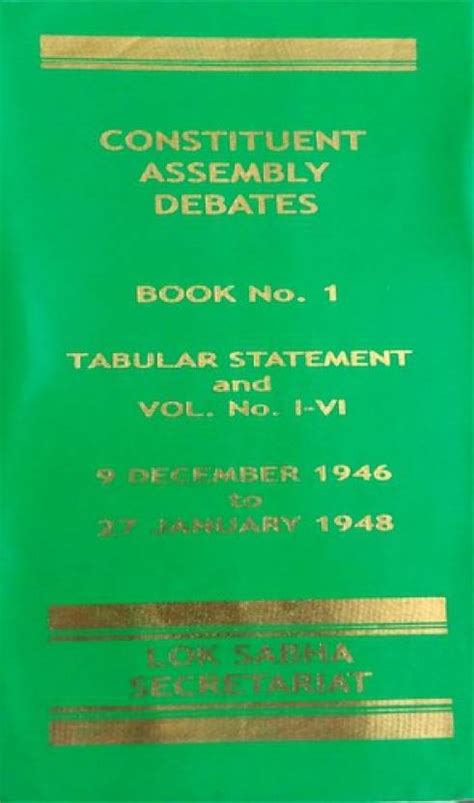 CONSTITUENT
ASSEMBLY
DEBATES
BOOK No. 1
TABULAR STATEMENT
and
VOL. No. I-VI
9 DECEMBER 1946
to
27 JANUARY 1948
LOK SABHA
SECRETARIAT